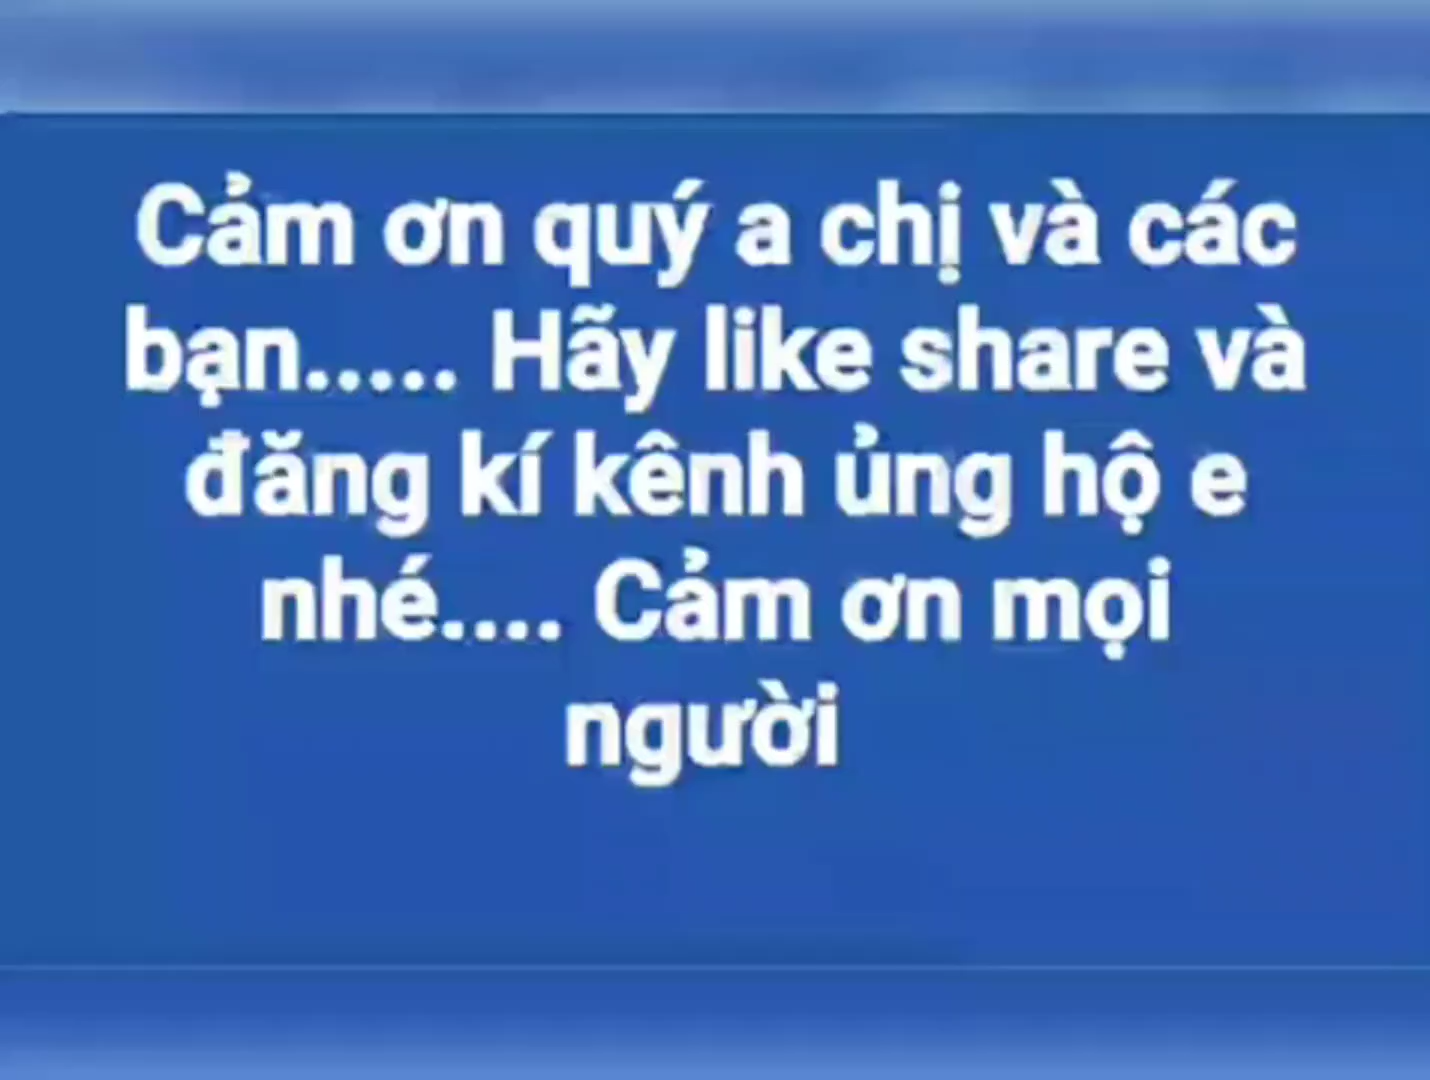 Cảm ơn quý a chị và các
bạn..... Hãy like share và
đăng kí kênh ủng hộ e
nhé.... Cảm ơn mọi
người